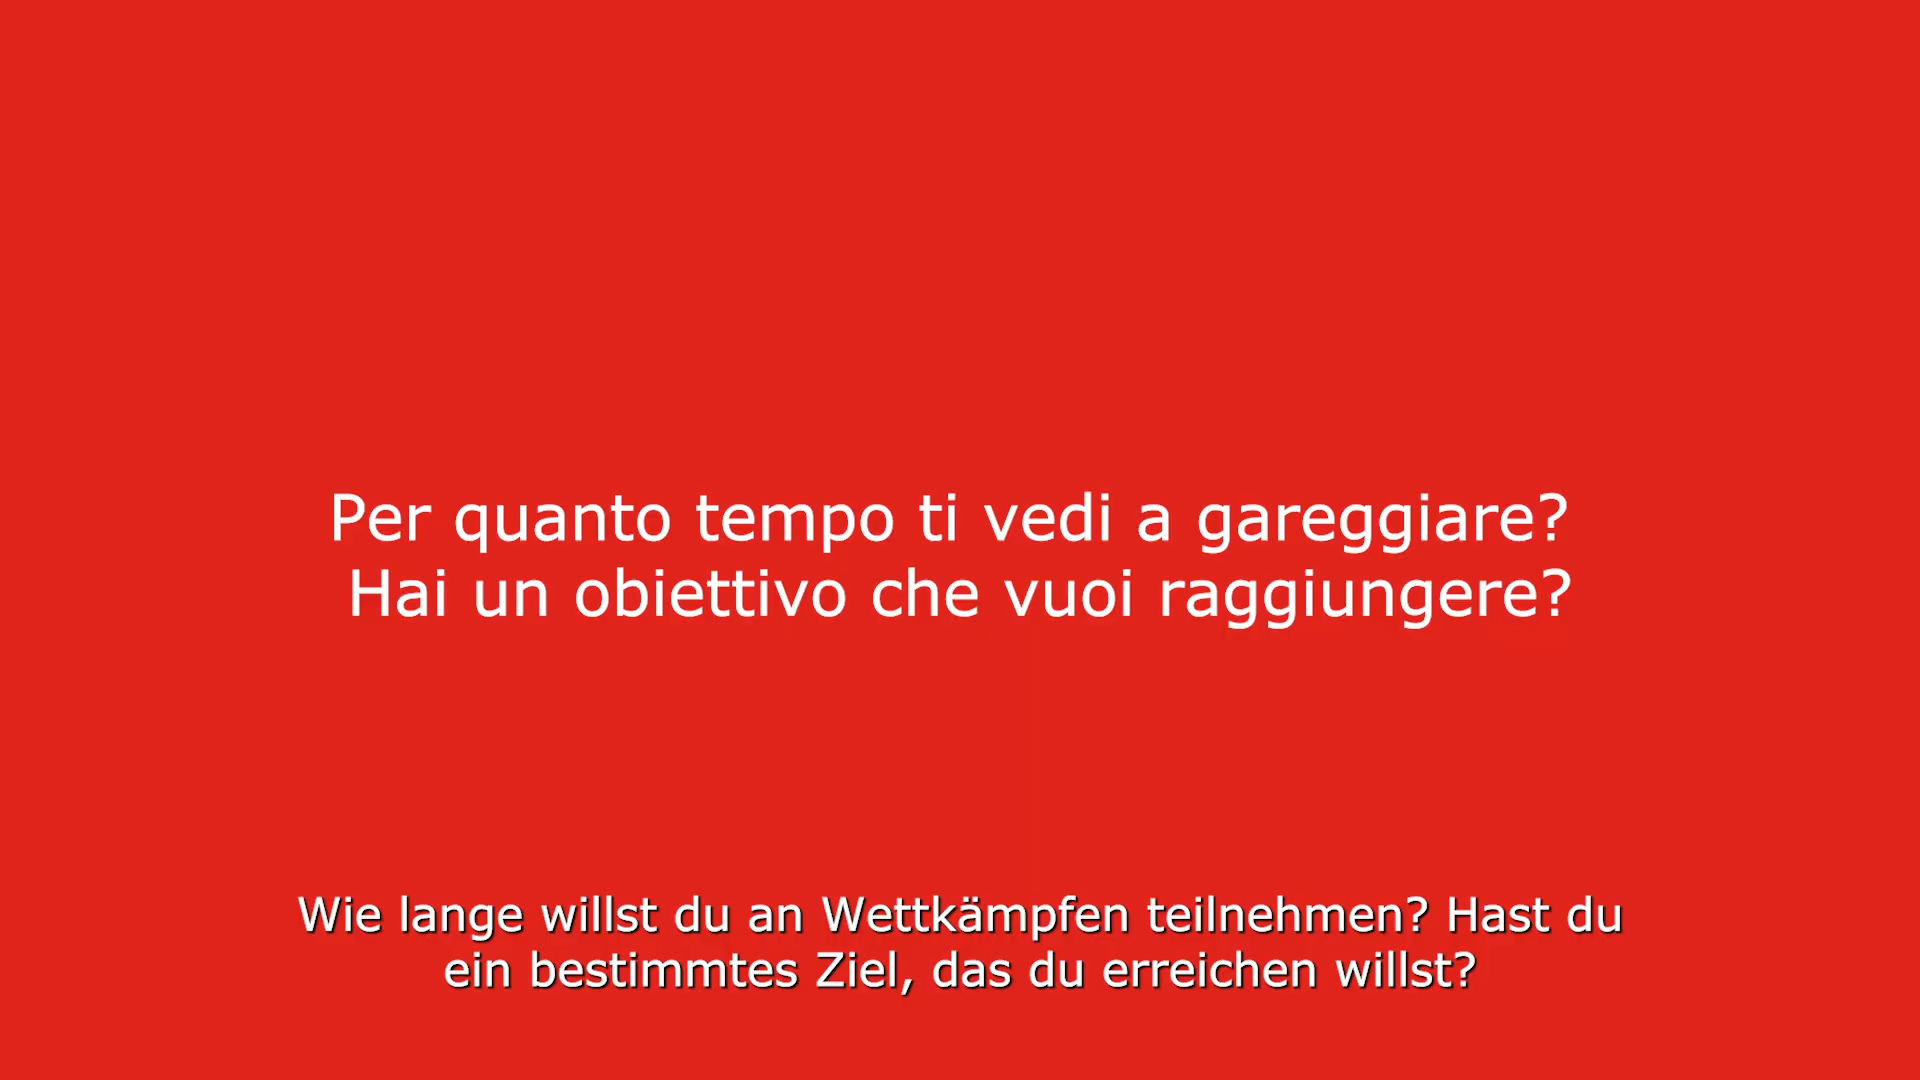 Per quanto tempo ti vedi a gareggiare?
Hai un obiettivo che vuoi raggiungere?
Wie lange willst du an Wettkämpfen teilnehmen? Hast du
ein bestimmtes Ziel, das du erreichen willst?